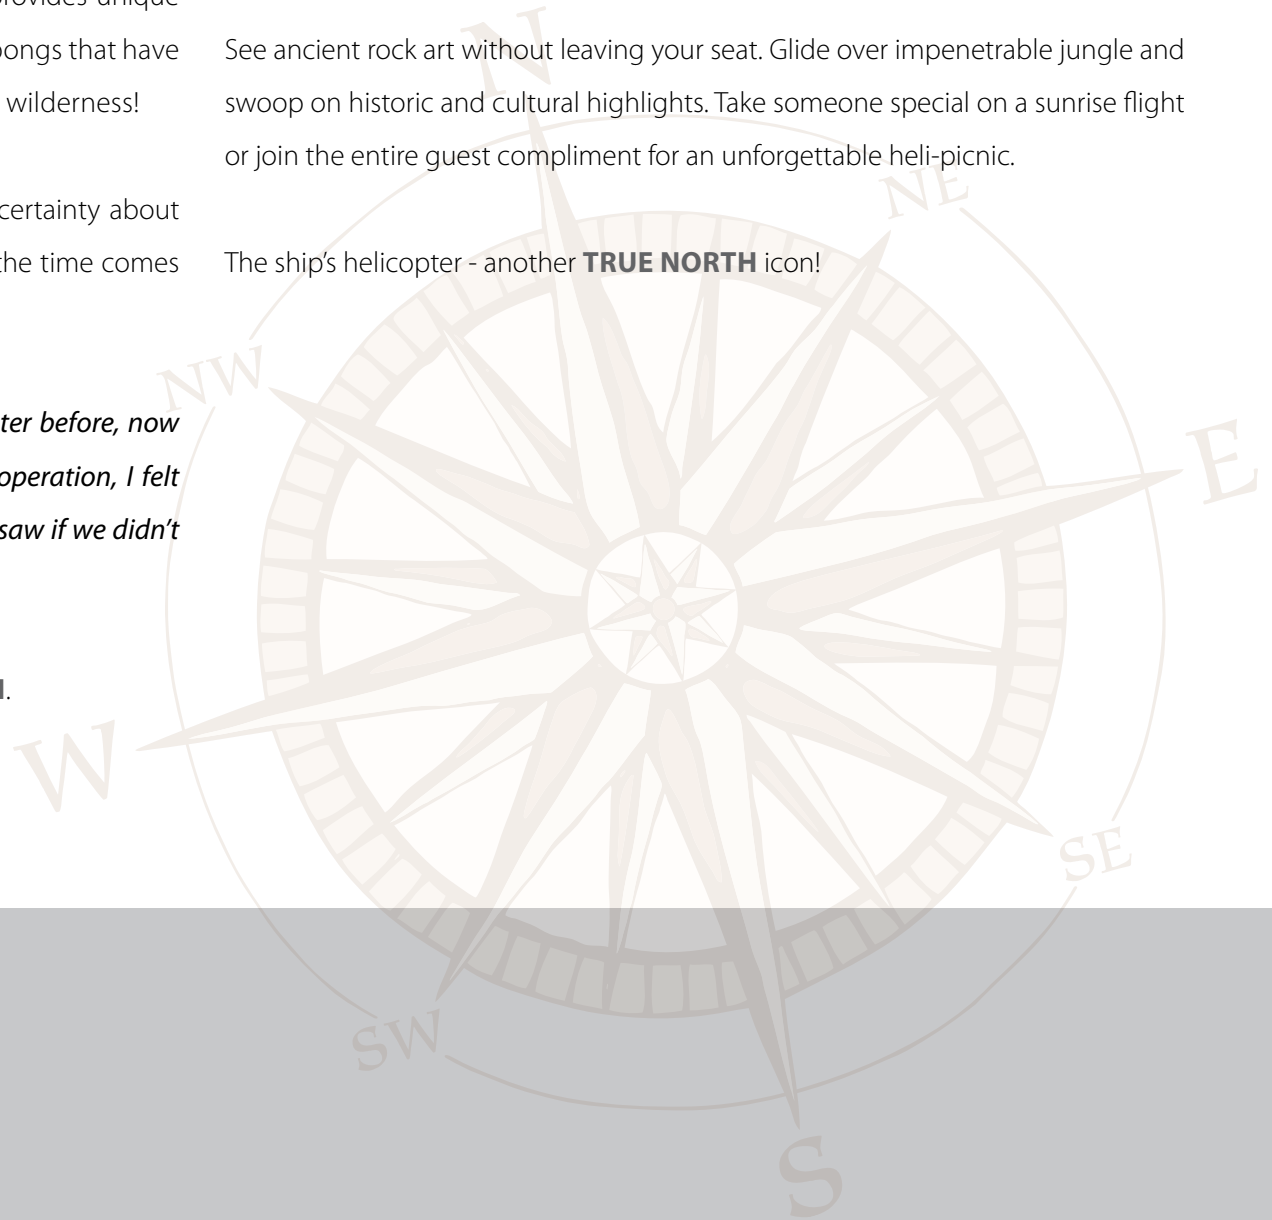 provides unique
bongs that have
wilderness!
certainty about
the time comes
ter before, now
operation, I felt
saw if we didn’t
.
See ancient rock art without leaving your seat. Glide over impenetrable jungle and
swoop on historic and cultural highlights. Take someone special on a sunrise flight
or join the entire guest compliment for an unforgettable heli-picnic.
The ship’s helicopter - another TRUE NORTH icon!
N
NE
NW
E
W
SE
SW
S